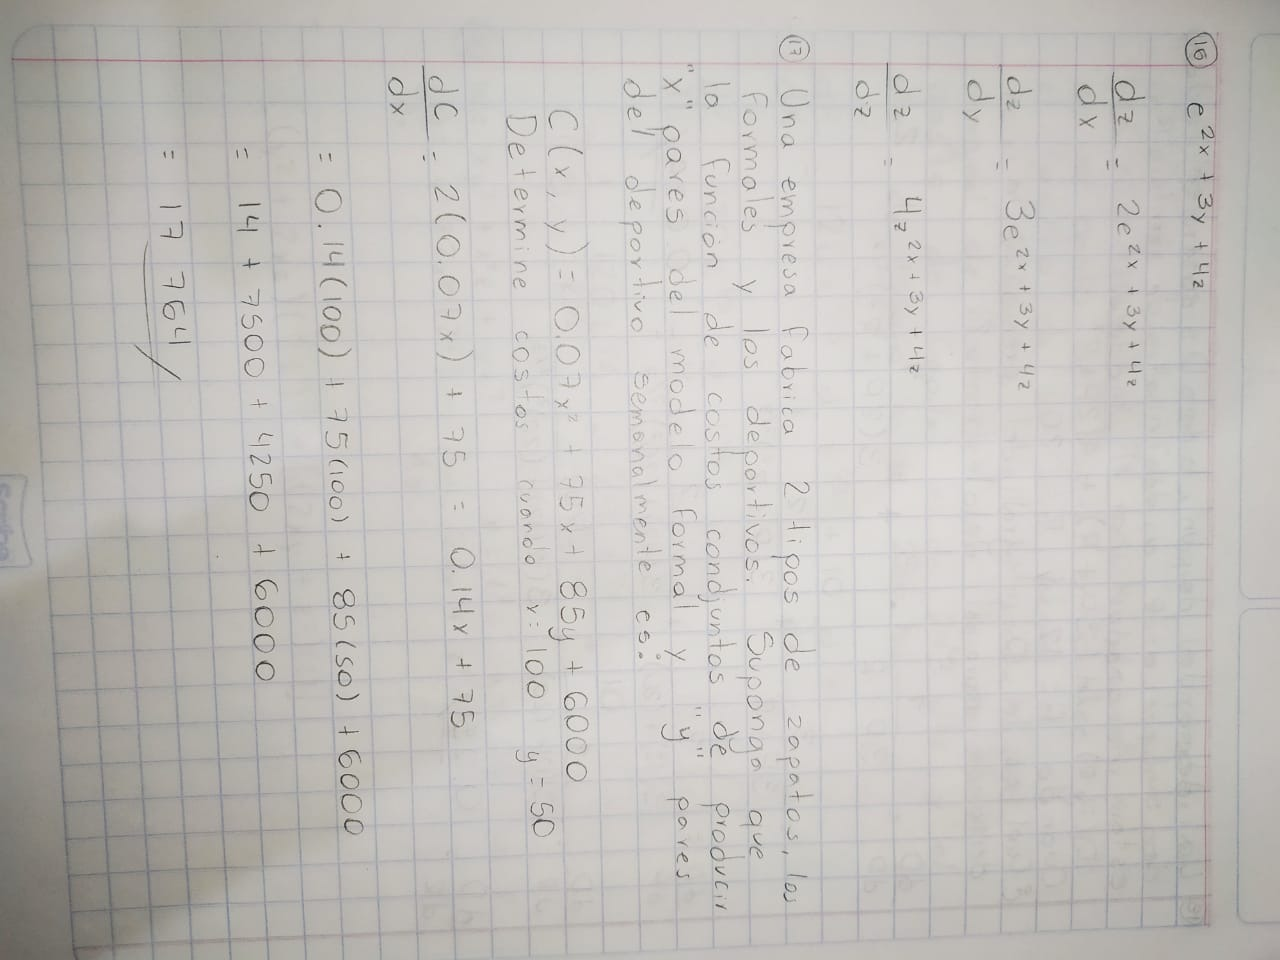 16 e^2x + 3y + 4z
dz/dx = 2e^2x + 3y + 4z
dz/dy = 3e^2x + 3y + 4z
dz/dz = 4z^2x + 3y + 4z
17 Una empresa fabrica 2 tipos de zapatos, los
formales y los deportivos. Suponga que
la función de costos condjuntos de producir
"x" pares del modelo formal y "y" pares
del deportivo semanalmente es:
C(x, y) = 0.07x² + 75x + 85y + 6000
Determine costos cuando x=100 y=50
dC/dx = 2(0.07x) + 75 = 0.14x + 75
= 0.14(100) + 75(100) + 85(50) + 6000
= 14 + 7500 + 4250 + 6000
= 17 764
Scribe